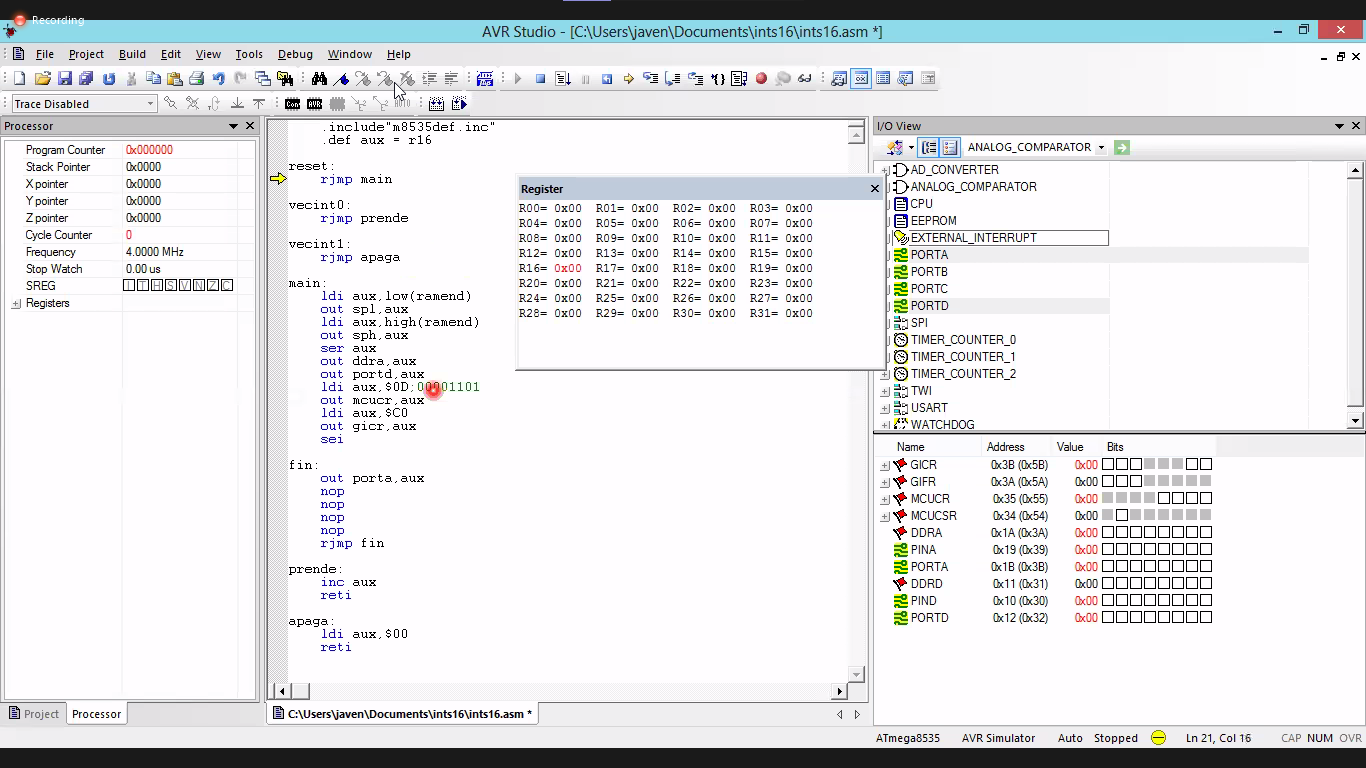 Recording
AVR Studio - [C:\Users\javen\Documents\ints16\ints16.asm *]
File Project Build Edit View Tools Debug Window Help
Trace Disabled
Con AVR AUTO
Processor
Program Counter 0x000000
Stack Pointer 0x0000
X pointer 0x0000
Y pointer 0x0000
Z pointer 0x0000
Cycle Counter 0
Frequency 4.0000 MHz
Stop Watch 0.00 us
SREG I T H S V N Z C
Registers
Project Processor
.include"m8535def.inc"
.def aux = r16
reset:
rjmp main
vecint0:
rjmp prende
vecint1:
rjmp apaga
main:
ldi aux,low(ramend)
out spl,aux
ldi aux,high(ramend)
out sph,aux
ser aux
out ddra,aux
out portd,aux
ldi aux,$0D;00001101
out mcucr,aux
ldi aux,$C0
out gicr,aux
sei
fin:
out porta,aux
nop
nop
nop
nop
rjmp fin
prende:
inc aux
reti
apaga:
ldi aux,$00
reti
C:\Users\javen\Documents\ints16\ints16.asm *
Register
R00= 0x00 R01= 0x00 R02= 0x00 R03= 0x00
R04= 0x00 R05= 0x00 R06= 0x00 R07= 0x00
R08= 0x00 R09= 0x00 R10= 0x00 R11= 0x00
R12= 0x00 R13= 0x00 R14= 0x00 R15= 0x00
R16= 0x00 R17= 0x00 R18= 0x00 R19= 0x00
R20= 0x00 R21= 0x00 R22= 0x00 R23= 0x00
R24= 0x00 R25= 0x00 R26= 0x00 R27= 0x00
R28= 0x00 R29= 0x00 R30= 0x00 R31= 0x00
I/O View
ANALOG_COMPARATOR
AD_CONVERTER
ANALOG_COMPARATOR
CPU
EEPROM
EXTERNAL_INTERRUPT
PORTA
PORTB
PORTC
PORTD
SPI
TIMER_COUNTER_0
TIMER_COUNTER_1
TIMER_COUNTER_2
TWI
USART
WATCHDOG
Name Address Value Bits
GICR 0x3B (0x5B) 0x00
GIFR 0x3A (0x5A) 0x00
MCUCR 0x35 (0x55) 0x00
MCUCSR 0x34 (0x54) 0x00
DDRA 0x1A (0x3A) 0x00
PINA 0x19 (0x39) 0x00
PORTA 0x1B (0x3B) 0x00
DDRD 0x11 (0x31) 0x00
PIND 0x10 (0x30) 0x00
PORTD 0x12 (0x32) 0x00
ATmega8535 AVR Simulator Auto Stopped Ln 21, Col 16 CAP NUM OVR